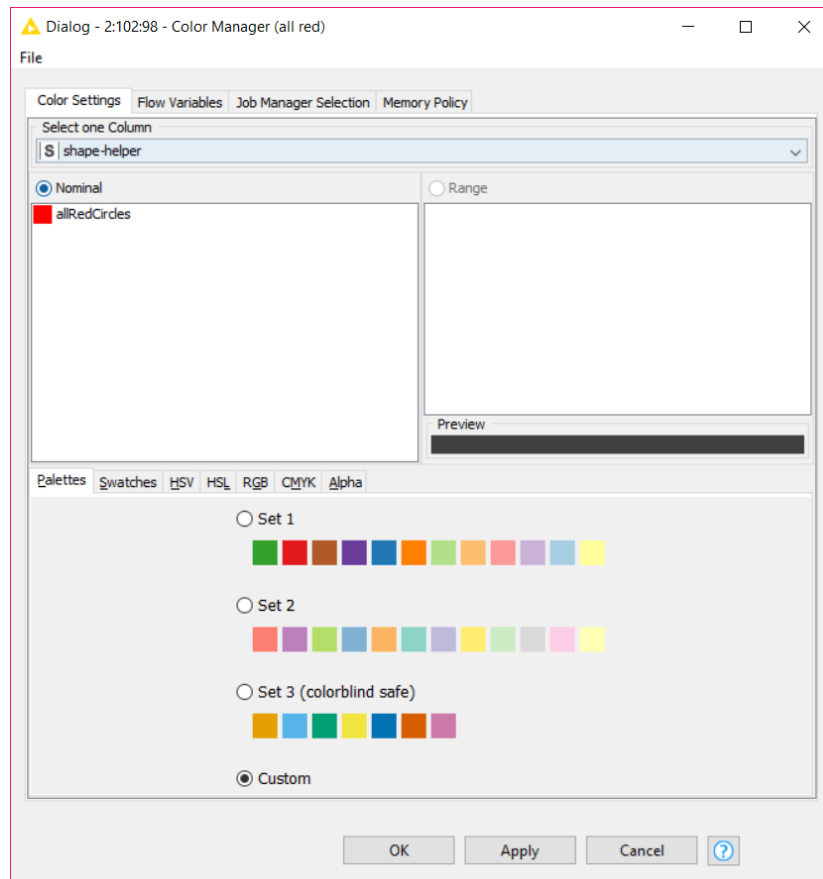 Dialog - 2:102:98 - Color Manager (all red)
File
Color Settings Flow Variables Job Manager Selection Memory Policy
Select one Column
S shape-helper
Nominal Range
allRedCircles
Preview
Palettes Swatches HSV HSL RGB CMYK Alpha
Set 1
Set 2
Set 3 (colorblind safe)
Custom
OK Apply Cancel ?